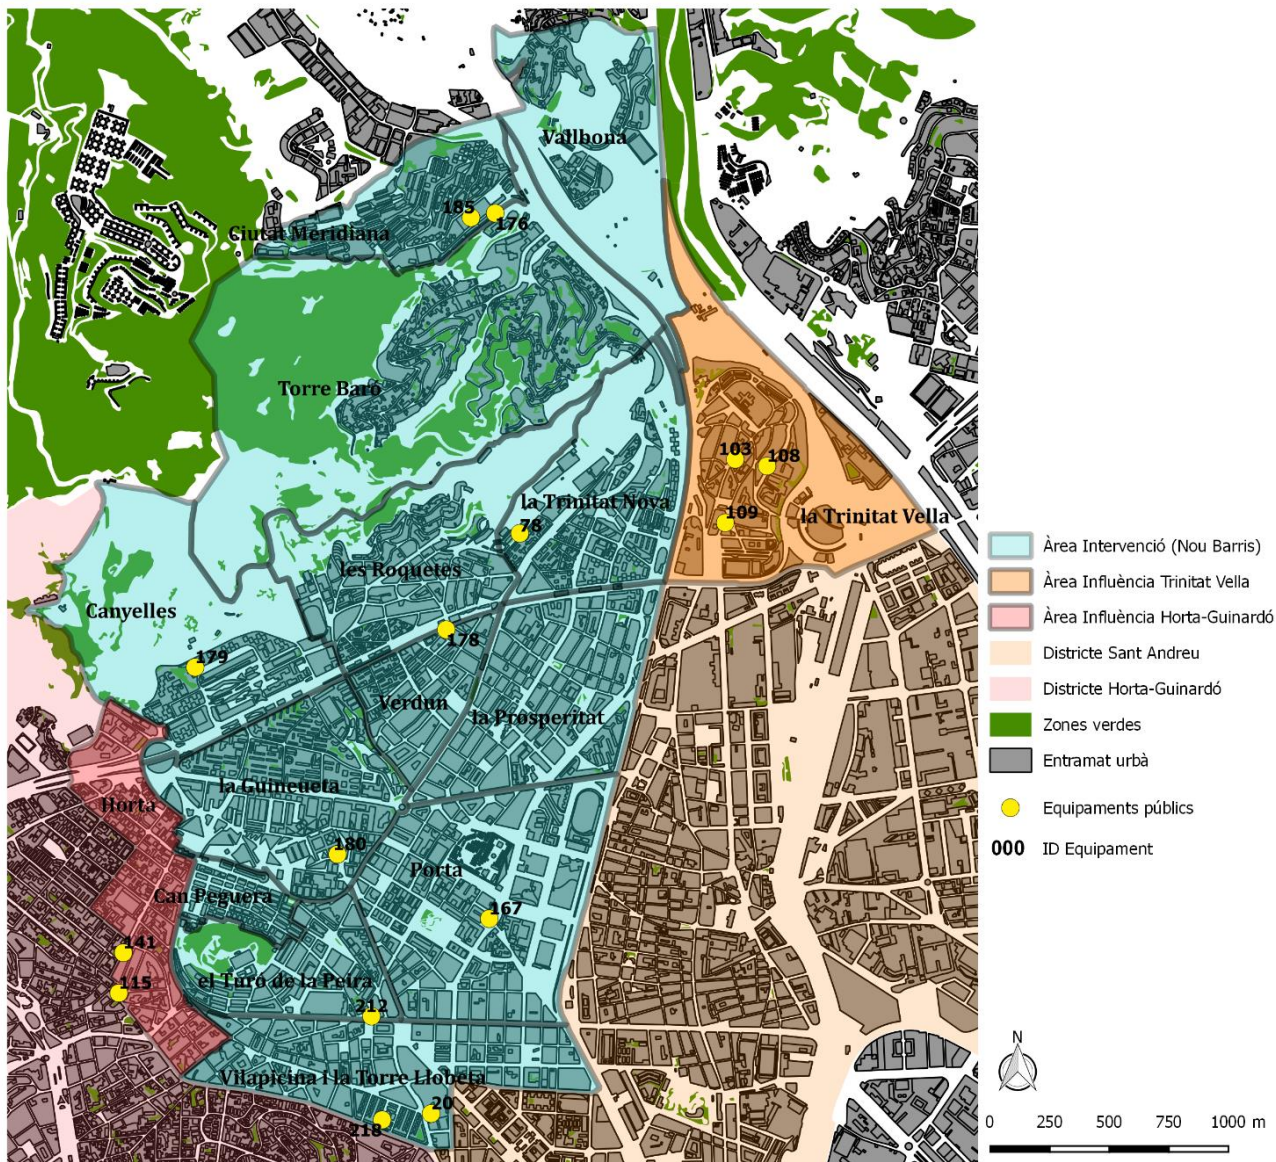 Vallbona
185
176
Ciutat Meridiana
Torre Baró
103
108
109
la Trinitat Vella
la Trinitat Nova
78
les Roquetes
Canyelles
178
179
Verdun
la Prosperitat
la Guineueta
Horta
180
Porta
Can Peguera
167
141
115
el Turó de la Peira
212
Vilapicina i la Torre Llobeta
20
218
Àrea Intervenció (Nou Barris)
Àrea Influència Trinitat Vella
Àrea Influència Horta-Guinardó
Districte Sant Andreu
Districte Horta-Guinardó
Zones verdes
Entramat urbà
Equipaments públics
000 ID Equipament
N
0 250 500 750 1000 m